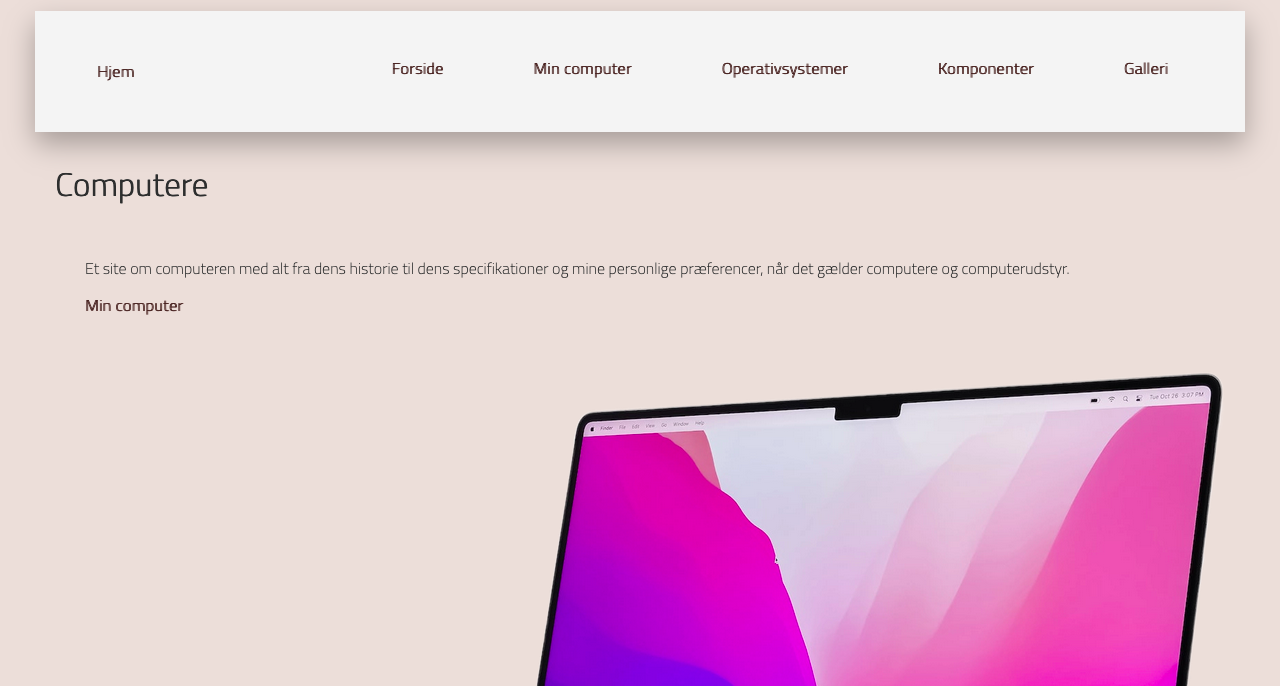 Hjem
Forside
Min computer
Operativsystemer
Komponenter
Galleri
Computere
Et site om computeren med alt fra dens historie til dens specifikationer og mine personlige præferencer, når det gælder computere og computerudstyr.
Min computer
Finder File Edit View Go Window Help
Tue Oct 26 3:07 PM